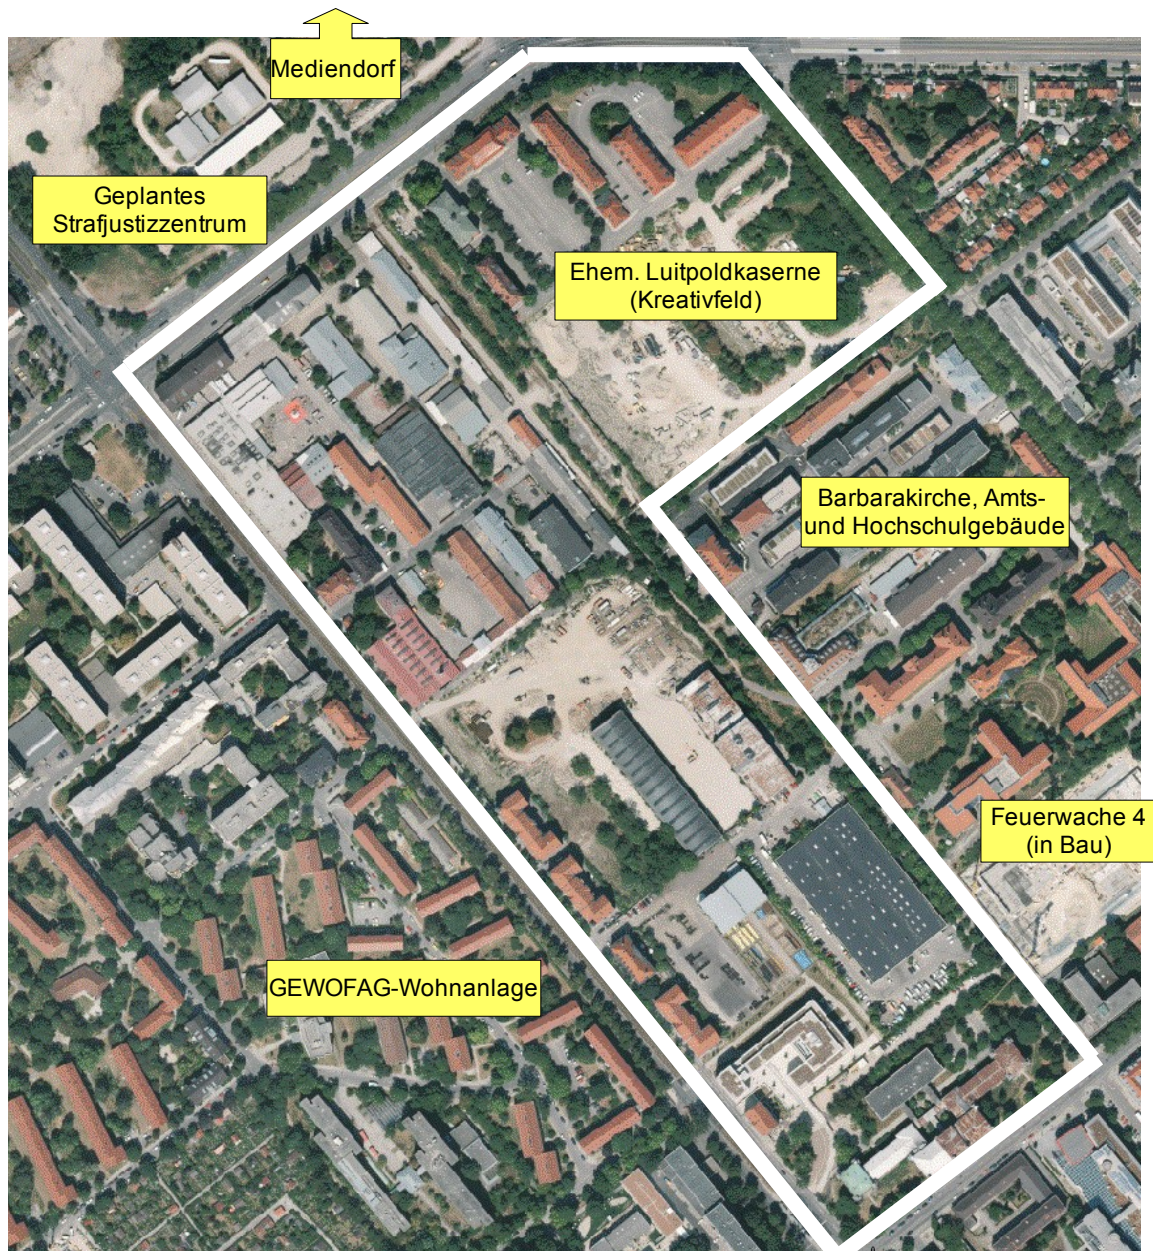 Mediendorf
Geplantes
Strafjustizzentrum
Ehem. Luitpoldkaserne
(Kreativfeld)
Barbarakirche, Amts-
und Hochschulgebäude
Feuerwache 4
(in Bau)
GEWOFAG-Wohnanlage